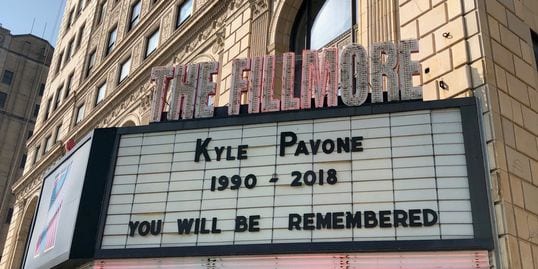 THE FILLMORE
KYLE PAVONE
1990 - 2018
YOU WILL BE REMEMBERED